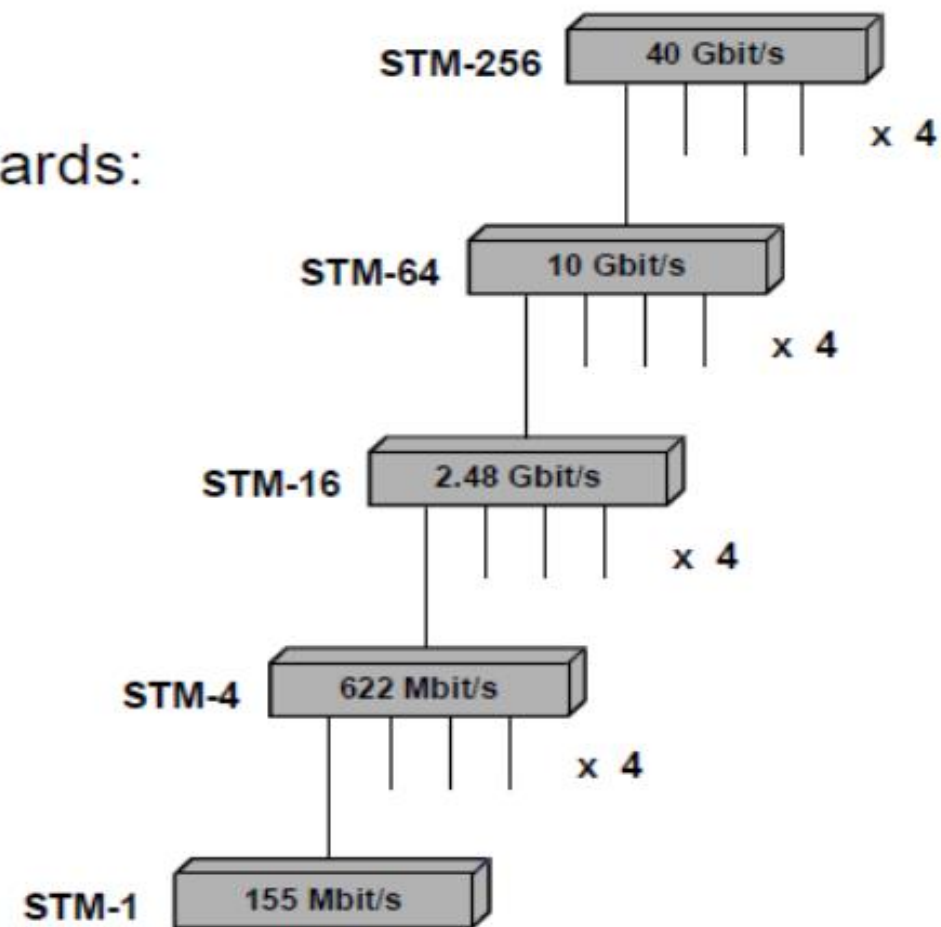 STM-256 40 Gbit/s
x 4
ards:
STM-64 10 Gbit/s
x 4
STM-16 2.48 Gbit/s
x 4
STM-4 622 Mbit/s
x 4
STM-1 155 Mbit/s